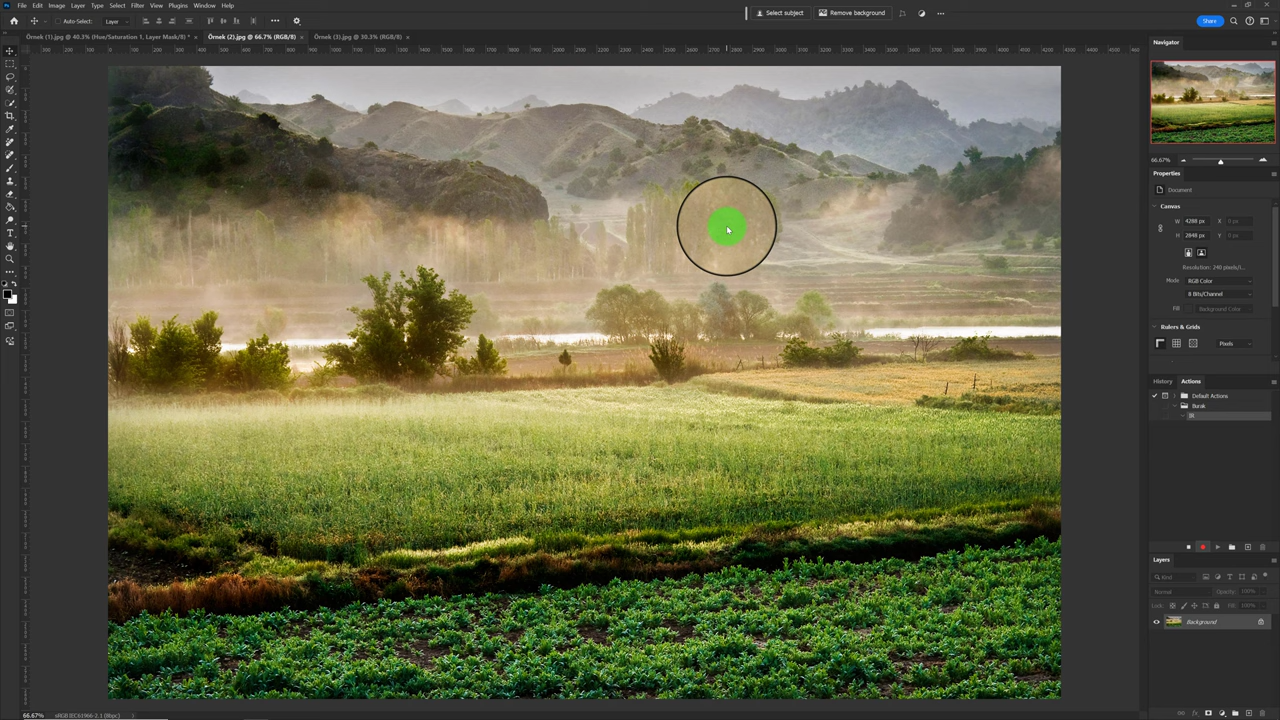 File Edit Image Layer Type Select Filter View Plugins Window Help
Select subject Remove background
Auto-Select: Layer
Share
Örnek (1).jpg @ 40.3% (Hue/Saturation 1, Layer Mask/8) * × Örnek (2).jpg @ 66.7% (RGB/8) × Örnek (3).jpg @ 30.3% (RGB/8) ×
Navigator
66.67%
Properties
Document
Canvas
W 4288 px X 0 px
H 2848 px Y 0 px
Resolution: 240 pixels/i...
Mode RGB Color
8 Bits/Channel
Fill Background Color
Rulers & Grids
Pixels
History Actions
Default Actions
Burak
Layers
Kind
Normal Opacity: 100%
Lock: Fill: 100%
Background
66.67% sRGB IEC61966-2.1 (8bpc)